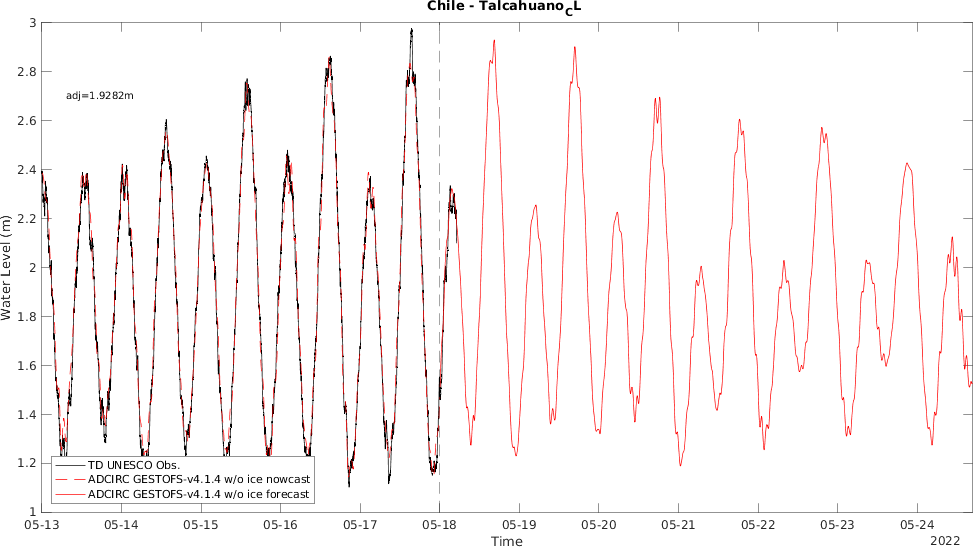 Chile - Talcahuano_CL
3
2.8
2.6
2.4
2.2
2
1.8
1.6
1.4
1.2
1
Water Level (m)
adj=1.9282m
TD UNESCO Obs.
ADCIRC GESTOFS-v4.1.4 w/o ice nowcast
ADCIRC GESTOFS-v4.1.4 w/o ice forecast
05-13 05-14 05-15 05-16 05-17 05-18 05-19 05-20 05-21 05-22 05-23 05-24
Time
2022